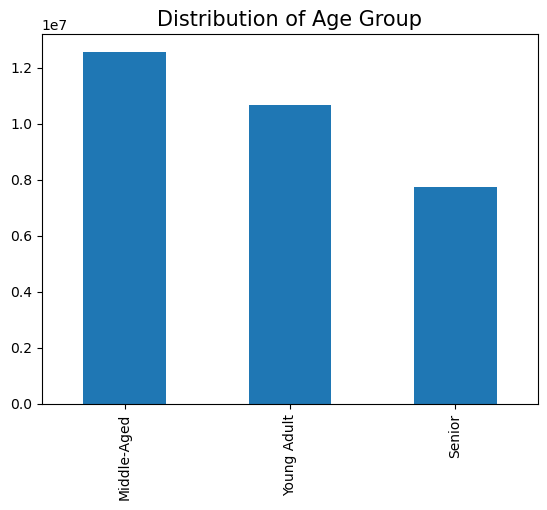 Distribution of Age Group
1e7
1.2
1.0
0.8
0.6
0.4
0.2
0.0
Middle-Aged
Young Adult
Senior